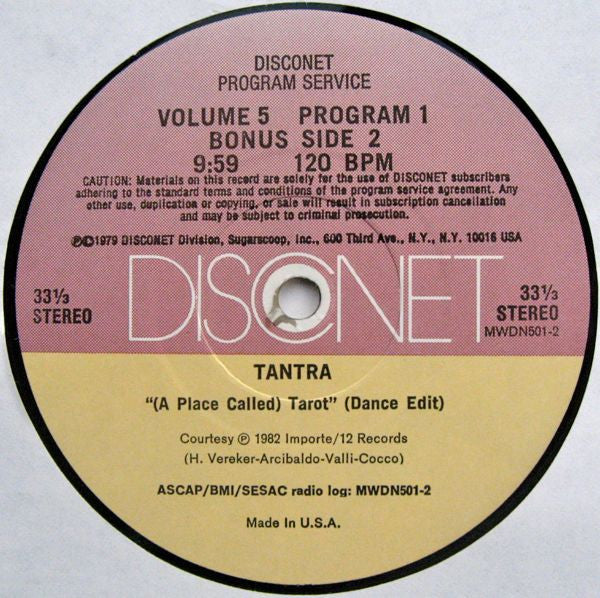 DISCONET
PROGRAM SERVICE
VOLUME 5 PROGRAM 1
BONUS SIDE 2
9:59 120 BPM
CAUTION: Materials on this record are solely for the use of DISCONET subscribers
adhering to the standard terms and conditions of the program service agreement. Any
other use, duplication or copying, or sale will result in subscription cancellation
and may be subject to criminal prosecution.
℗©1979 DISCONET Division, Sugarscoop, Inc., 600 Third Ave., N.Y., N.Y. 10016 USA
DISCONET
33⅓
STEREO
33⅓
STEREO
MWDN501-2
TANTRA
“(A Place Called) Tarot” (Dance Edit)
Courtesy ℗ 1982 Importe/12 Records
(H. Vereker-Arcibaldo-Valli-Cocco)
ASCAP/BMI/SESAC radio log: MWDN501-2
Made In U.S.A.